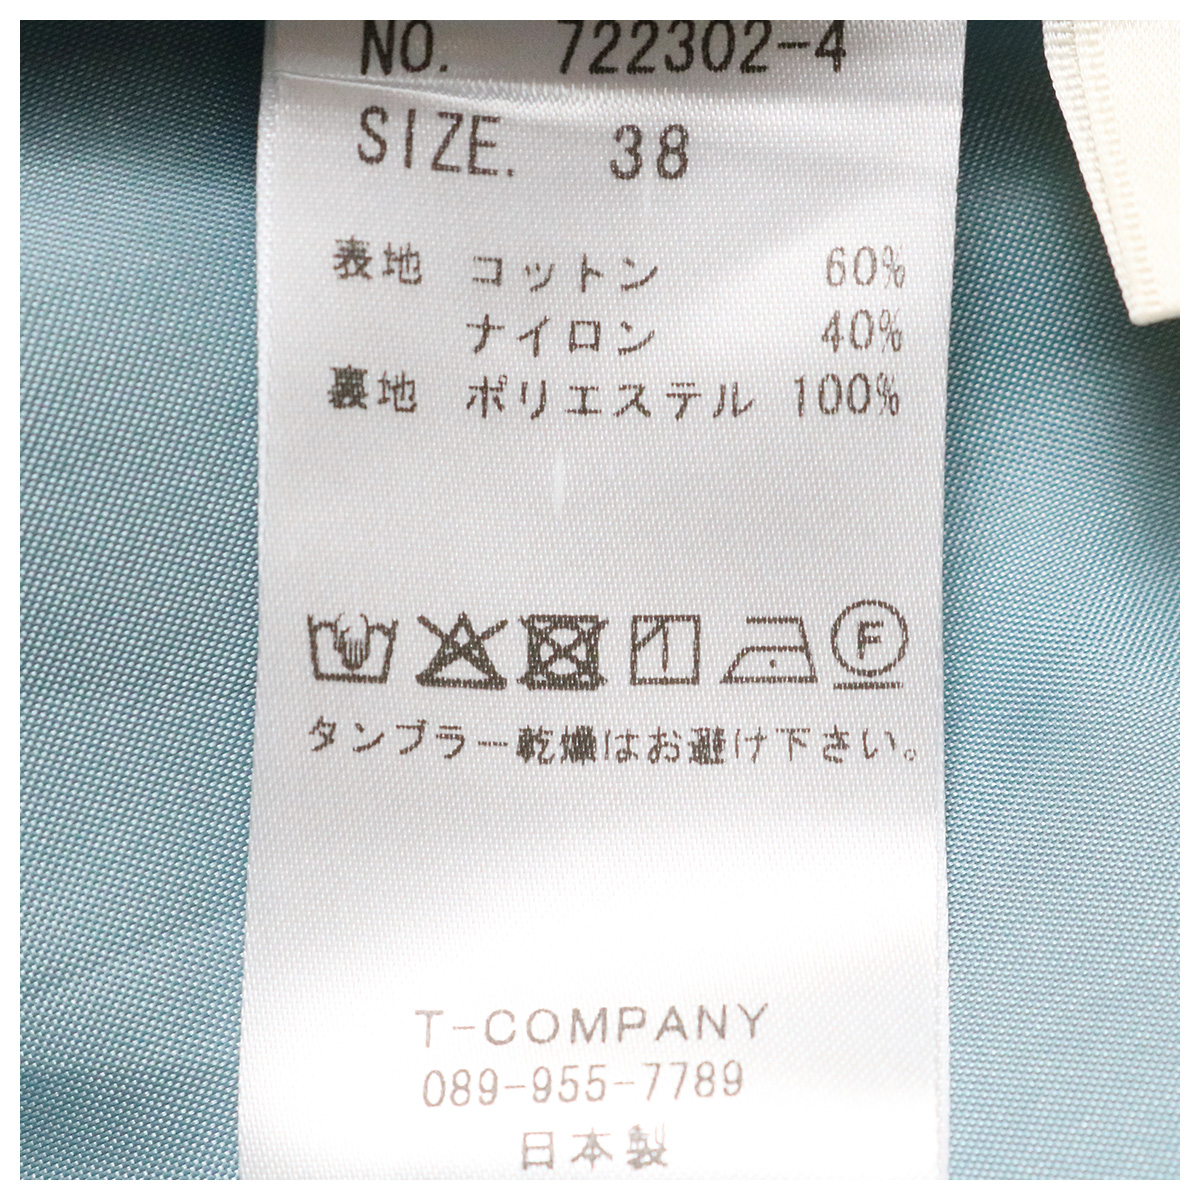 NO. 722302-4
SIZE. 38
表地 コットン 60%
ナイロン 40%
裏地 ポリエステル 100%
F
タンブラー乾燥はお避け下さい。
T-COMPANY
089-955-7789
日本製